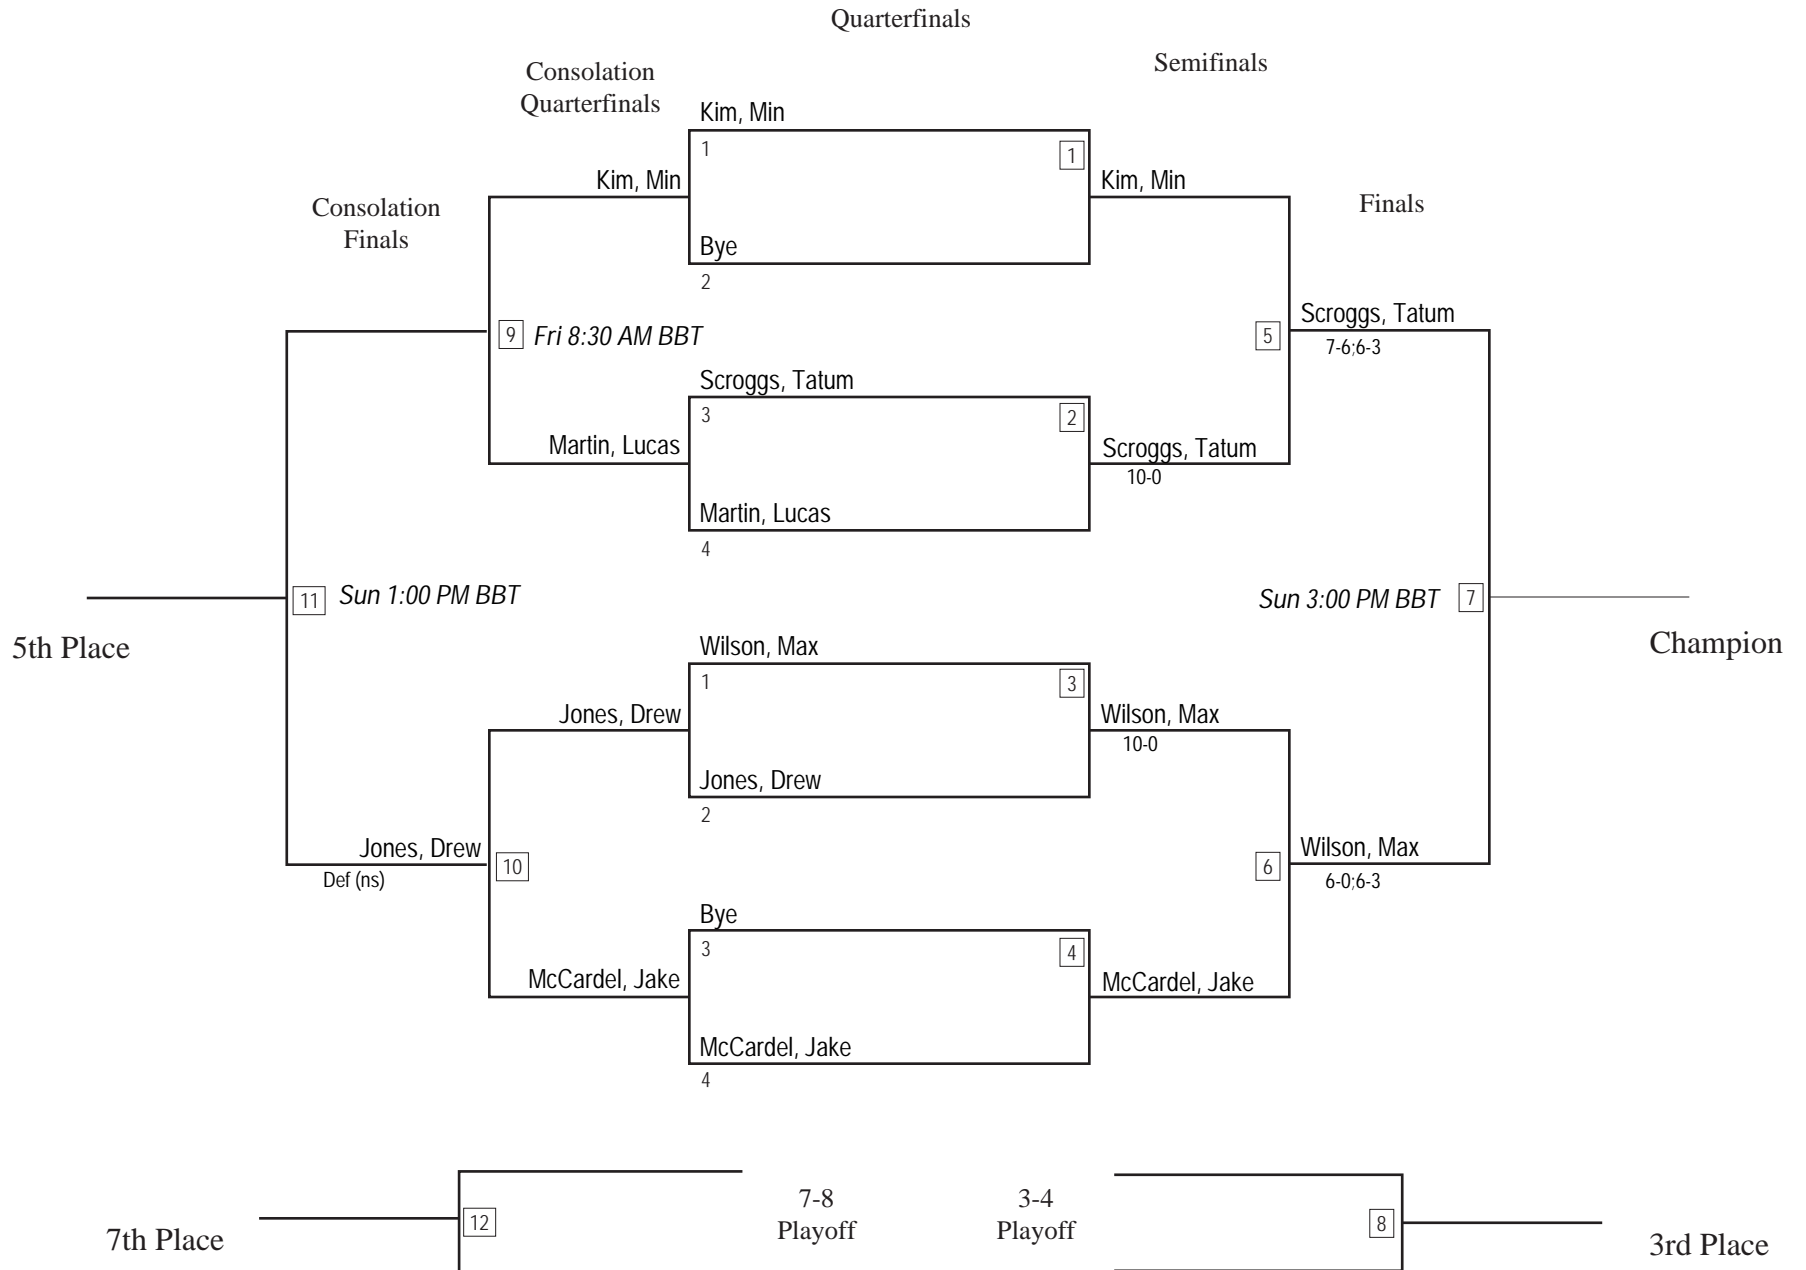 Quarterfinals
Semifinals
Consolation
Quarterfinals
Kim, Min
1
1
Kim, Min
Kim, Min
Consolation
Finals
Finals
Bye
2
Scroggs, Tatum
7-6;6-3
9 Fri 8:30 AM BBT
5
Scroggs, Tatum
3
2
Martin, Lucas
Scroggs, Tatum
10-0
Martin, Lucas
4
11 Sun 1:00 PM BBT
Sun 3:00 PM BBT 7
5th Place
Champion
Wilson, Max
1
3
Jones, Drew
Wilson, Max
10-0
Jones, Drew
2
Jones, Drew
Def (ns)
10
6
Wilson, Max
6-0;6-3
Bye
3
4
McCardel, Jake
McCardel, Jake
McCardel, Jake
4
7-8
Playoff
3-4
Playoff
12
8
7th Place
3rd Place